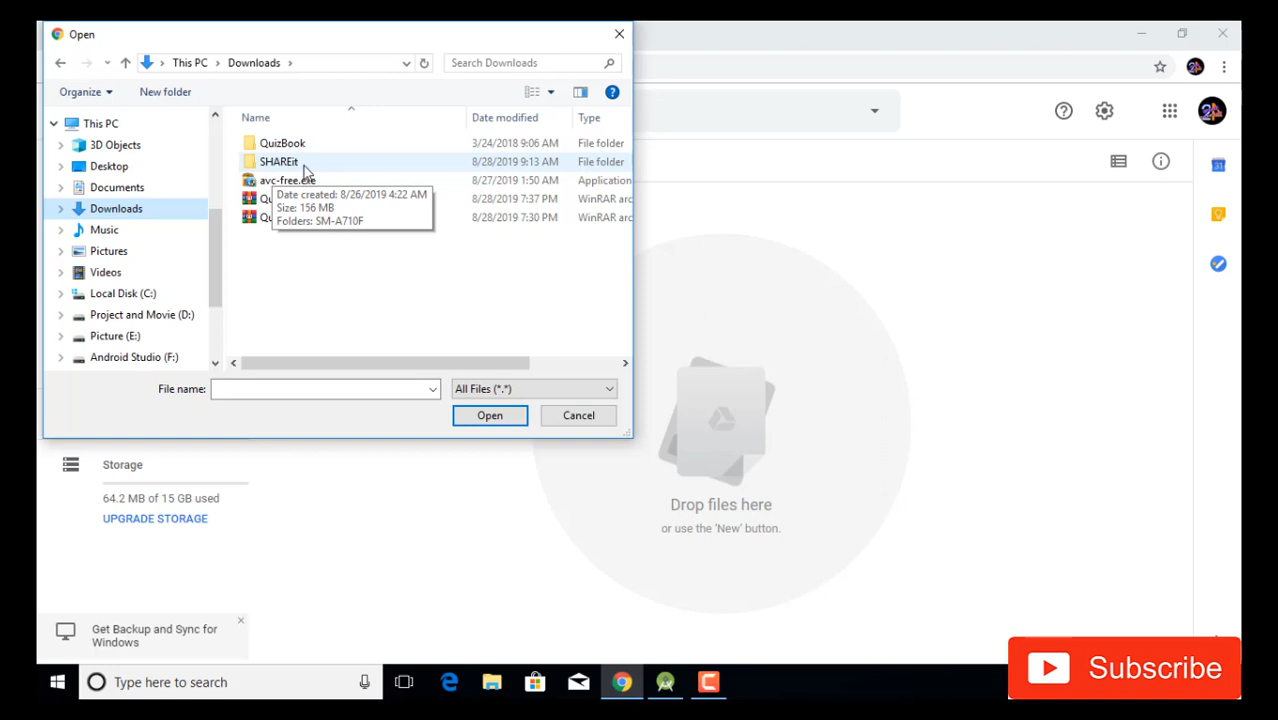 Open
This PC
Downloads
Search Downloads
Organize
New folder
This PC
3D Objects
Desktop
Documents
Downloads
Music
Pictures
Videos
Local Disk (C:)
Project and Movie (D:)
Picture (E:)
Android Studio (F:)
Name Date modified Type
QuizBook 3/24/2018 9:06 AM File folder
SHAREit 8/28/2019 9:13 AM File folder
avc-free.exe 8/27/2019 1:50 AM Application
8/28/2019 7:37 PM WinRAR arc
8/28/2019 7:30 PM WinRAR arc
Date created: 8/26/2019 4:22 AM
Size: 156 MB
Folders: SM-A710F
File name:
All Files (*.*)
Open
Cancel
Storage
64.2 MB of 15 GB used
UPGRADE STORAGE
Drop files here
or use the 'New' button.
Get Backup and Sync for
Windows
Type here to search
Subscribe